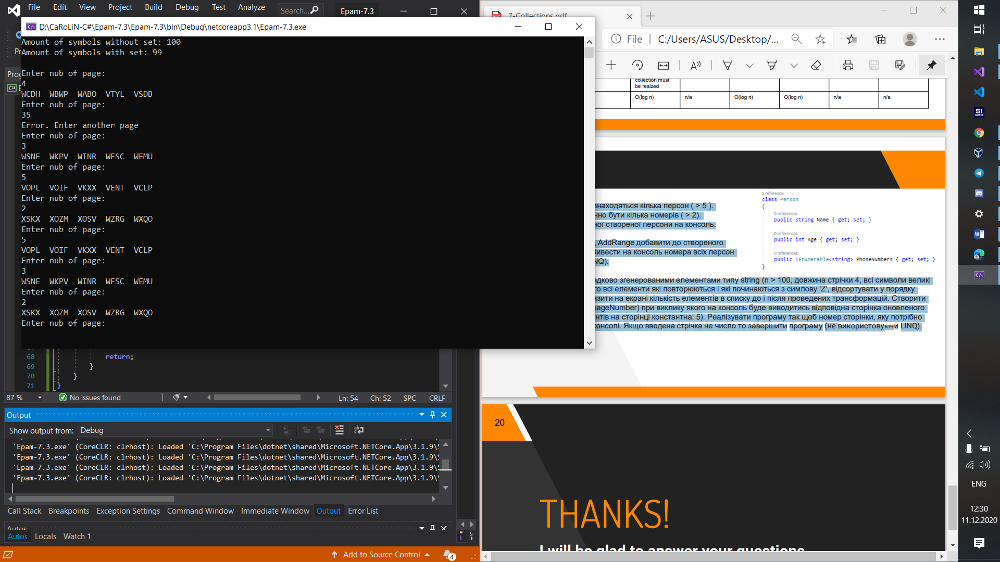 File Edit View Project Build Debug Test Analyze Search... Epam-7.3
D:\CaRoLiN-C#\Epam-7.3\Epam-7.3\bin\Debug\netcoreapp3.1\Epam-7.3.exe
Amount of symbols without set: 100
Amount of symbols with set: 99
Enter nub of page:
4
WCDH WBWP WABO VTYL VSDB
Enter nub of page:
35
Error. Enter another page
Enter nub of page:
3
WSNE WKPV WINR WFSC WEMU
Enter nub of page:
5
VOPL VOIF VKXX VENT VCLP
Enter nub of page:
2
XSKX XOZM XOSV WZRG WXQO
Enter nub of page:
5
VOPL VOIF VKXX VENT VCLP
Enter nub of page:
3
WSNE WKPV WINR WFSC WEMU
Enter nub of page:
2
XSKX XOZM XOSV WZRG WXQO
Enter nub of page:
68 return;
69 }
70 }
71 }
87 % No issues found Ln: 54 Ch: 52 SPC CRLF
Output
Show output from: Debug
'Epam-7.3.exe' (CoreCLR: clrhost): Loaded 'C:\Program Files\dotnet\shared\Microsoft.NETCore.App\3.1.9\
'Epam-7.3.exe' (CoreCLR: clrhost): Loaded 'C:\Program Files\dotnet\shared\Microsoft.NETCore.App\3.1.9\
'Epam-7.3.exe' (CoreCLR: clrhost): Loaded 'C:\Program Files\dotnet\shared\Microsoft.NETCore.App\3.1.9\
'Epam-7.3.exe' (CoreCLR: clrhost): Loaded 'C:\Program Files\dotnet\shared\Microsoft.NETCore.App\3.1.9\
Call Stack Breakpoints Exception Settings Command Window Immediate Window Output Error List
Autos
Autos Locals Watch 1
Add to Source Control 4
7-Collections.pdf
File C:/Users/ASUS/Desktop/...
collection must
be resized
O(log n) n/a O(log n) O(log n) n/a n/a
знаходяться кілька персон ( > 5 ).
бути кілька номерів ( > 2).
створеної персони на консоль.
AddRange добавити до створеного
Вивести на консоль номера всіх персон
1 reference
class Person
{
0 references
public string Name { get; set; }
0 references
public int Age { get; set; }
0 references
public IEnumerable<string> PhoneNumbers { get; set; }
}
згенерованими елементами типу string (n > 100, довжина стрічки 4, всі символи великі
всі елементи які повторюються і які починаються з симлову 'Z', відсортувати у порядку
на екрані кількість елементів в списку до і після проведених трансформацій. Створити
pageNumber) при виклику якого на консоль буде виводитись відповідна сторінка оновленого
на сторінці константна: 5). Реалізувати програму так щоб номер сторінки, яку потрібно
консолі. Якщо введена стрічка не число то завершити програму (не використовуючи LINQ).
20
THANKS!
I will be glad to answer your questions
SI
GAME
ENG
12:30
11.12.2020